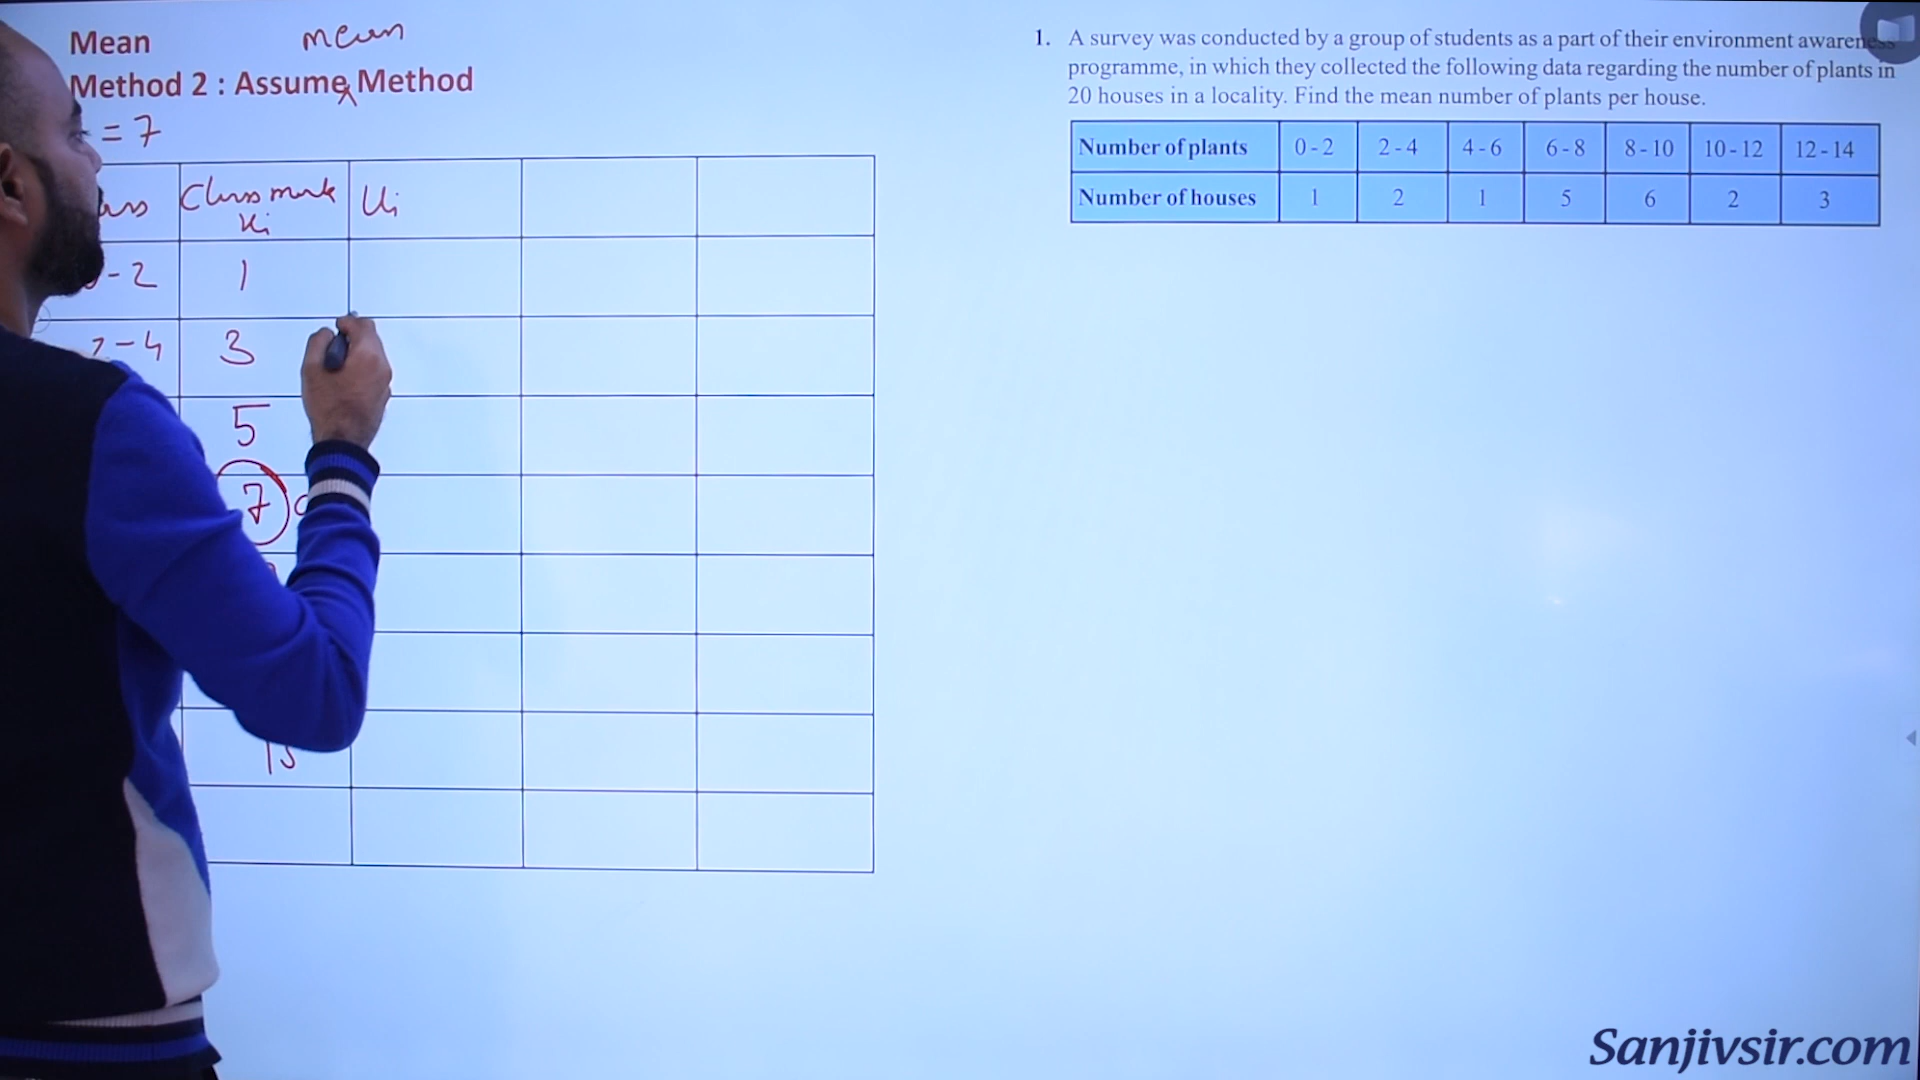 Mean
mean
Method 2 : Assume Method
= 7
Class mark Ui
xi
- 2 1
2 - 4 3
5
7
13
1. A survey was conducted by a group of students as a part of their environment awareness
programme, in which they collected the following data regarding the number of plants in
20 houses in a locality. Find the mean number of plants per house.
Number of plants 0 - 2 2 - 4 4 - 6 6 - 8 8 - 10 10 - 12 12 - 14
Number of houses 1 2 1 5 6 2 3
Sanjivsir.com